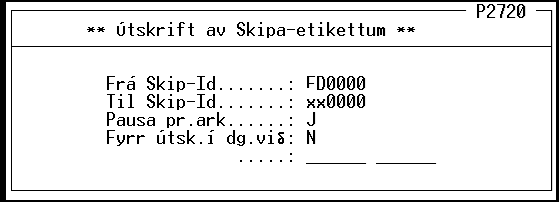 P2720
** Útskrift av Skipa-etikettum **
Frá Skip-Id.......: FD0000
Til Skip-Id.......: xx0000
Pausa pr.ark......: J
Fyrr útsk.í dg.við: N
.....: ______ ______